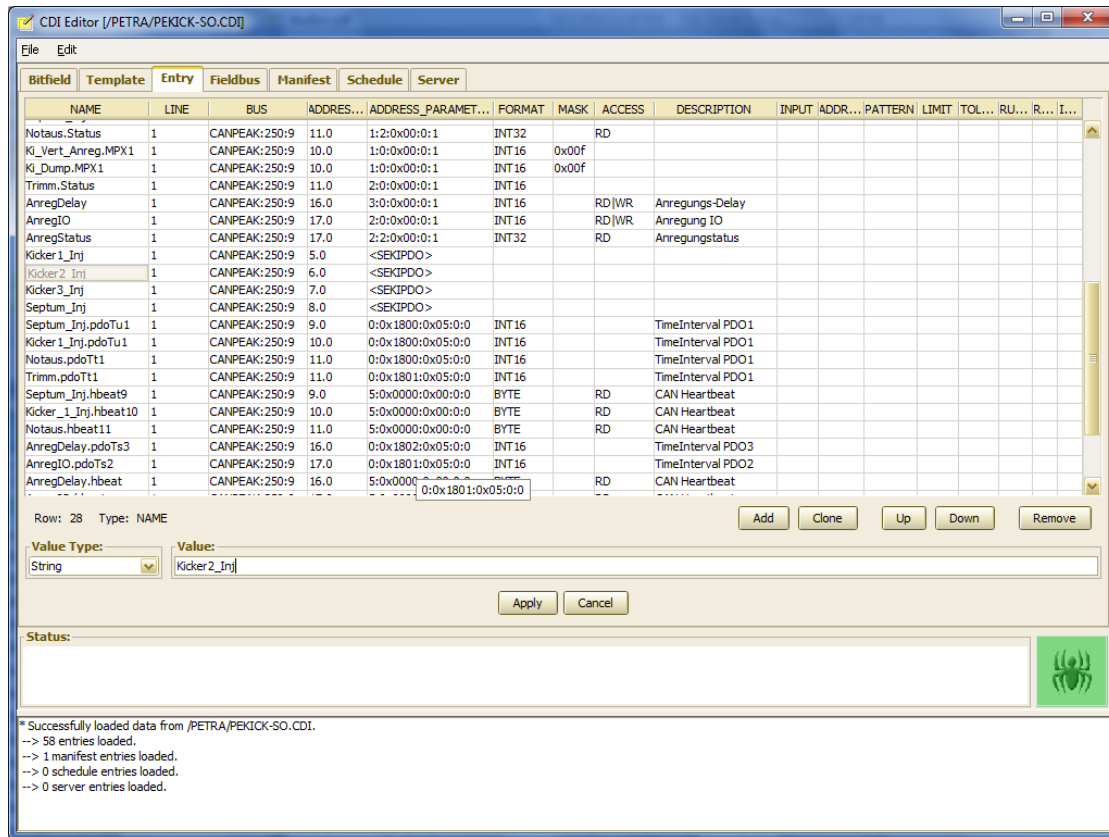 CDI Editor [/PETRA/PEKICK-SO.CDI]
File Edit
Bitfield Template Entry Fieldbus Manifest Schedule Server
NAME LINE BUS ADDRES... ADDRESS_PARAMET... FORMAT MASK ACCESS DESCRIPTION INPUT ADDR... PATTERN LIMIT TOL... RU... R... I...
Notaus.Status 1 CANPEAK:250:9 11.0 1:2:0x00:0:1 INT32 RD
Ki_Vert_Anreg.MPX1 1 CANPEAK:250:9 10.0 1:0:0x00:0:1 INT16 0x00f
Ki_Dump.MPX1 1 CANPEAK:250:9 10.0 1:0:0x00:0:1 INT16 0x00f
Trimm.Status 1 CANPEAK:250:9 11.0 2:0:0x00:0:1 INT16
AnregDelay 1 CANPEAK:250:9 16.0 3:0:0x00:0:1 INT16 RD|WR Anregungs-Delay
AnregIO 1 CANPEAK:250:9 17.0 2:0:0x00:0:1 INT16 RD|WR Anregung IO
AnregStatus 1 CANPEAK:250:9 17.0 2:2:0x00:0:1 INT32 RD Anregungstatus
Kicker1_Inj 1 CANPEAK:250:9 5.0 <SEKIPDO>
Kicker2_Inj 1 CANPEAK:250:9 6.0 <SEKIPDO>
Kicker3_Inj 1 CANPEAK:250:9 7.0 <SEKIPDO>
Septum_Inj 1 CANPEAK:250:9 8.0 <SEKIPDO>
Septum_Inj.pdoTu1 1 CANPEAK:250:9 9.0 0:0x1800:0x05:0:0 INT16 TimeInterval PDO1
Kicker1_Inj.pdoTu1 1 CANPEAK:250:9 10.0 0:0x1800:0x05:0:0 INT16 TimeInterval PDO1
Notaus.pdoTt1 1 CANPEAK:250:9 11.0 0:0x1800:0x05:0:0 INT16 TimeInterval PDO1
Trimm.pdoTt1 1 CANPEAK:250:9 11.0 0:0x1801:0x05:0:0 INT16 TimeInterval PDO1
Septum_Inj.hbeat9 1 CANPEAK:250:9 9.0 5:0x0000:0x00:0:0 BYTE RD CAN Heartbeat
Kicker_1_Inj.hbeat10 1 CANPEAK:250:9 10.0 5:0x0000:0x00:0:0 BYTE RD CAN Heartbeat
Notaus.hbeat11 1 CANPEAK:250:9 11.0 5:0x0000:0x00:0:0 BYTE RD CAN Heartbeat
AnregDelay.pdoTs3 1 CANPEAK:250:9 16.0 0:0x1802:0x05:0:0 INT16 TimeInterval PDO3
AnregIO.pdoTs2 1 CANPEAK:250:9 17.0 0:0x1801:0x05:0:0 INT16 TimeInterval PDO2
AnregDelay.hbeat 1 CANPEAK:250:9 16.0 RD CAN Heartbeat
0:0x1801:0x05:0:0
Row: 28 Type: NAME Add Clone Up Down Remove
Value Type: Value:
String Kicker2_Inj
Apply Cancel
Status:
* Successfully loaded data from /PETRA/PEKICK-SO.CDI.
--> 58 entries loaded.
--> 1 manifest entries loaded.
--> 0 schedule entries loaded.
--> 0 server entries loaded.